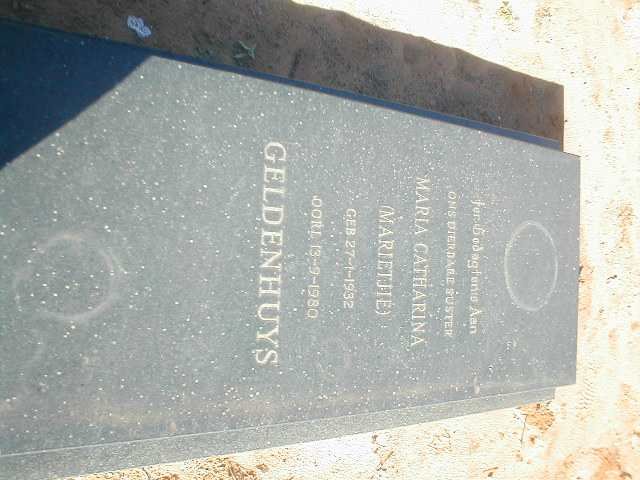 Ter Gedagtenis Aan
ONS DIERBARE SUSTER
MARIA CATHARINA
(MARIETJIE)
GEB. 27-1-1932
OORL. 13-9-1980
GELDENHUYS